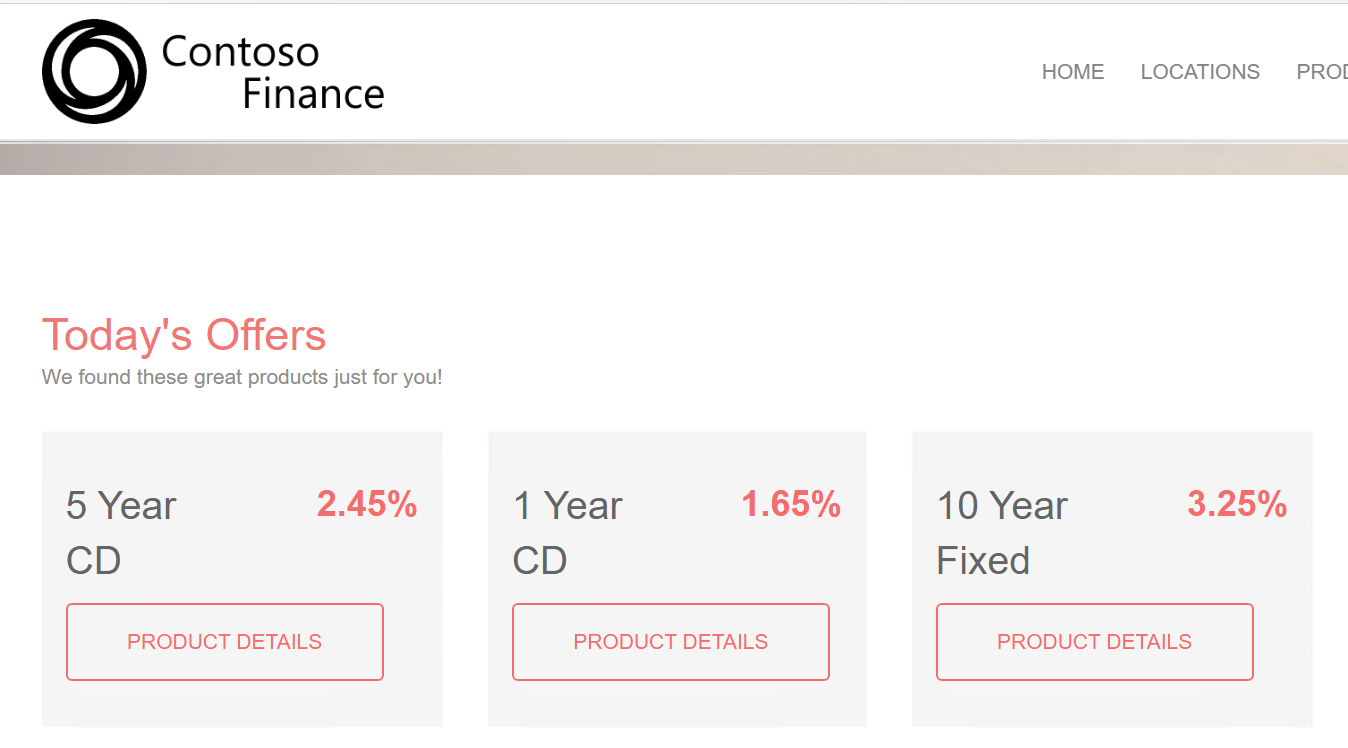 Contoso
Finance
HOME LOCATIONS PROD
Today's Offers
We found these great products just for you!
5 Year 2.45%
CD
PRODUCT DETAILS
1 Year 1.65%
CD
PRODUCT DETAILS
10 Year 3.25%
Fixed
PRODUCT DETAILS